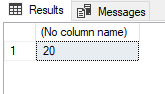 Results Messages
(No column name)
1 20